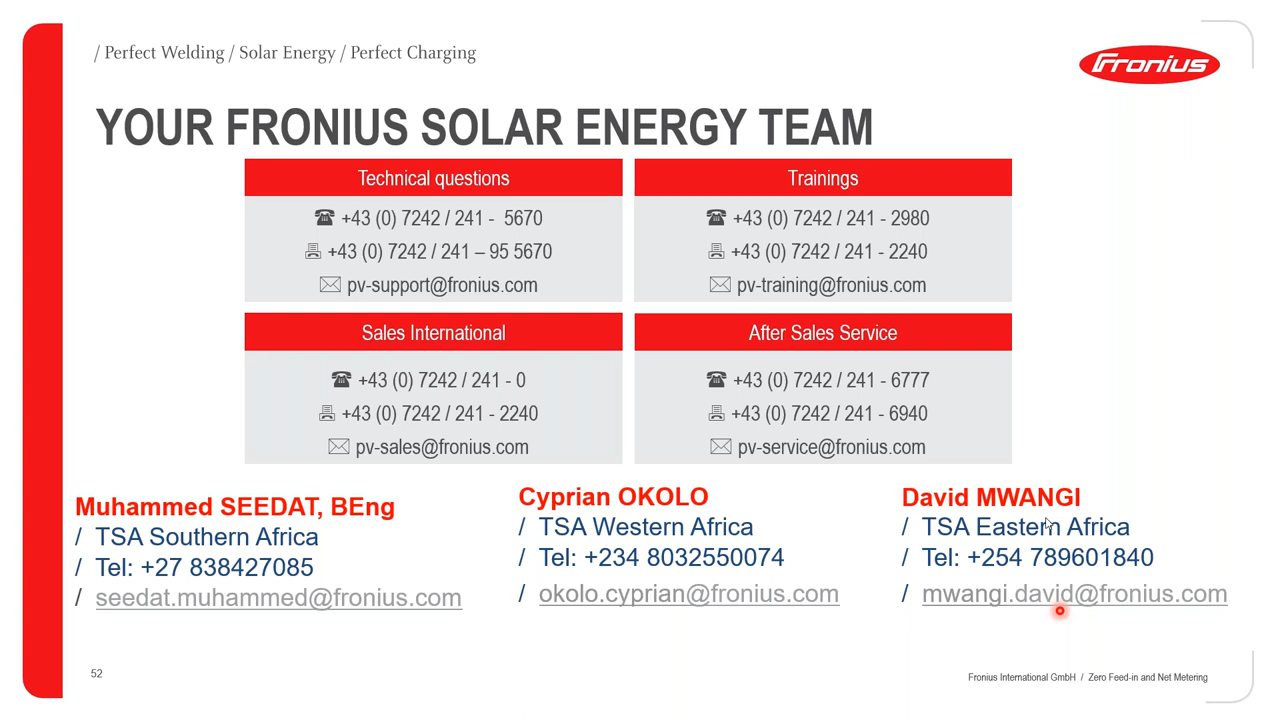 / Perfect Welding / Solar Energy / Perfect Charging
Fronius
YOUR FRONIUS SOLAR ENERGY TEAM
Technical questions
☎ +43 (0) 7242 / 241 - 5670
+43 (0) 7242 / 241 – 95 5670
pv-support@fronius.com
Trainings
☎ +43 (0) 7242 / 241 - 2980
+43 (0) 7242 / 241 - 2240
pv-training@fronius.com
Sales International
☎ +43 (0) 7242 / 241 - 0
+43 (0) 7242 / 241 - 2240
pv-sales@fronius.com
After Sales Service
☎ +43 (0) 7242 / 241 - 6777
+43 (0) 7242 / 241 - 6940
pv-service@fronius.com
Muhammed SEEDAT, BEng
/ TSA Southern Africa
/ Tel: +27 838427085
/ seedat.muhammed@fronius.com
Cyprian OKOLO
/ TSA Western Africa
/ Tel: +234 8032550074
/ okolo.cyprian@fronius.com
David MWANGI
/ TSA Eastern Africa
/ Tel: +254 789601840
/ mwangi.david@fronius.com
52
Fronius International GmbH / Zero Feed-in and Net Metering